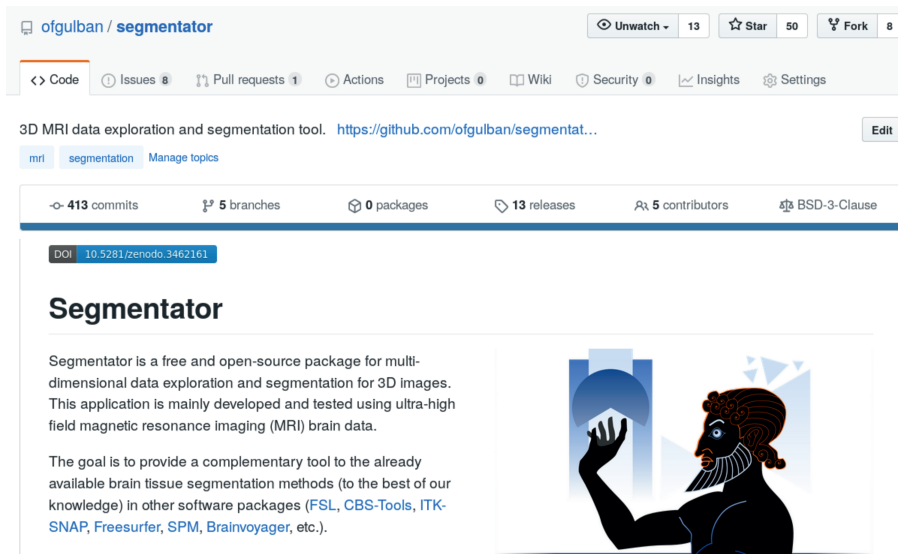 ofgulban / segmentator
Unwatch 13 Star 50 Fork 8
Code Issues 8 Pull requests 1 Actions Projects 0 Wiki Security 0 Insights Settings
3D MRI data exploration and segmentation tool. https://github.com/ofgulban/segmentat… Edit
mri segmentation Manage topics
413 commits 5 branches 0 packages 13 releases 5 contributors BSD-3-Clause
DOI 10.5281/zenodo.3462161
Segmentator
Segmentator is a free and open-source package for multi-
dimensional data exploration and segmentation for 3D images.
This application is mainly developed and tested using ultra-high
field magnetic resonance imaging (MRI) brain data.
The goal is to provide a complementary tool to the already
available brain tissue segmentation methods (to the best of our
knowledge) in other software packages (FSL, CBS-Tools, ITK-
SNAP, Freesurfer, SPM, Brainvoyager, etc.).